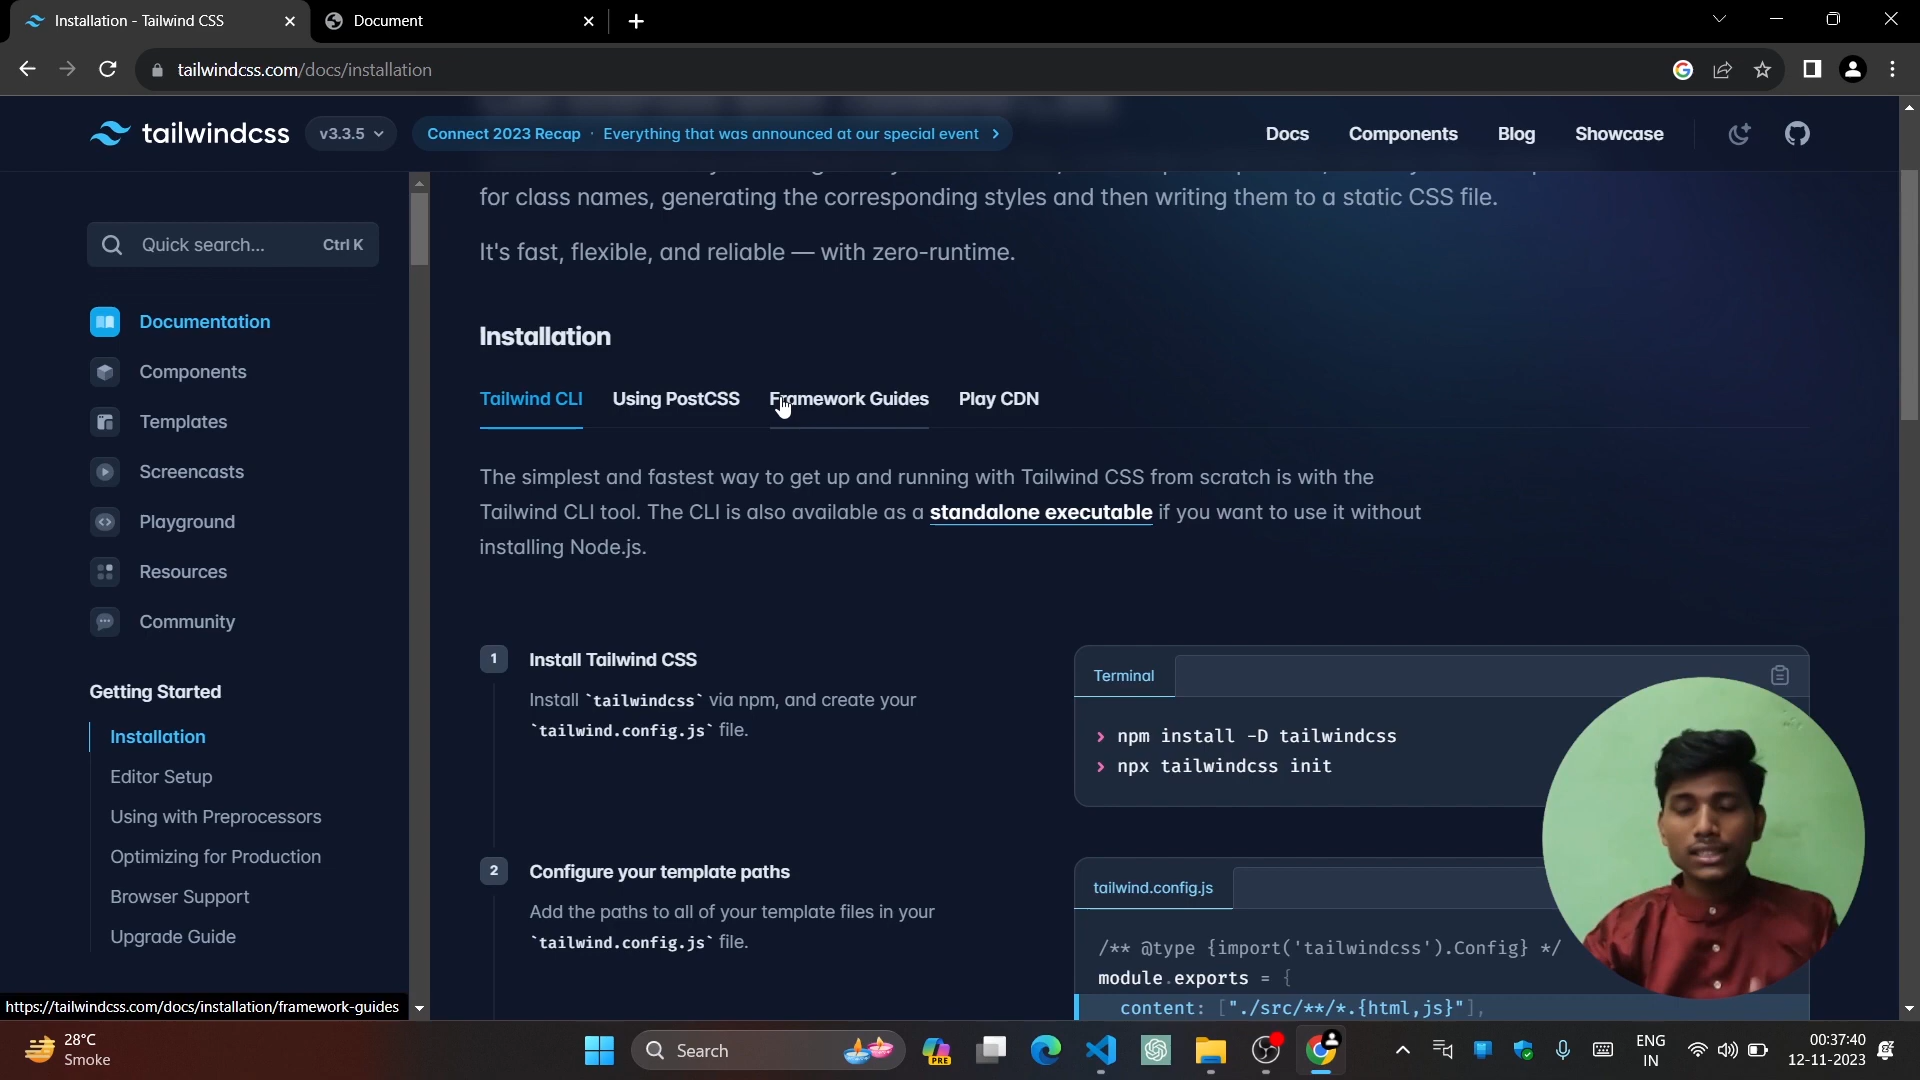 Installation - Tailwind CSS
Document
tailwindcss.com/docs/installation
tailwindcss
v3.3.5
Connect 2023 Recap · Everything that was announced at our special event
Docs
Components
Blog
Showcase
for class names, generating the corresponding styles and then writing them to a static CSS file.
It's fast, flexible, and reliable — with zero-runtime.
Quick search...
Ctrl K
Documentation
Components
Templates
Screencasts
Playground
Resources
Community
Getting Started
Installation
Editor Setup
Using with Preprocessors
Optimizing for Production
Browser Support
Upgrade Guide
Installation
Tailwind CLI
Using PostCSS
Framework Guides
Play CDN
The simplest and fastest way to get up and running with Tailwind CSS from scratch is with the
Tailwind CLI tool. The CLI is also available as a standalone executable if you want to use it without
installing Node.js.
1
Install Tailwind CSS
Install `tailwindcss` via npm, and create your
`tailwind.config.js` file.
Terminal
> npm install -D tailwindcss
> npx tailwindcss init
2
Configure your template paths
Add the paths to all of your template files in your
`tailwind.config.js` file.
tailwind.config.js
/** @type {import('tailwindcss').Config} */
module.exports = {
content: ["./src/**/*.{html,js}"],
https://tailwindcss.com/docs/installation/framework-guides
28°C
Smoke
Search
PRE
ENG
IN
00:37:40
12-11-2023